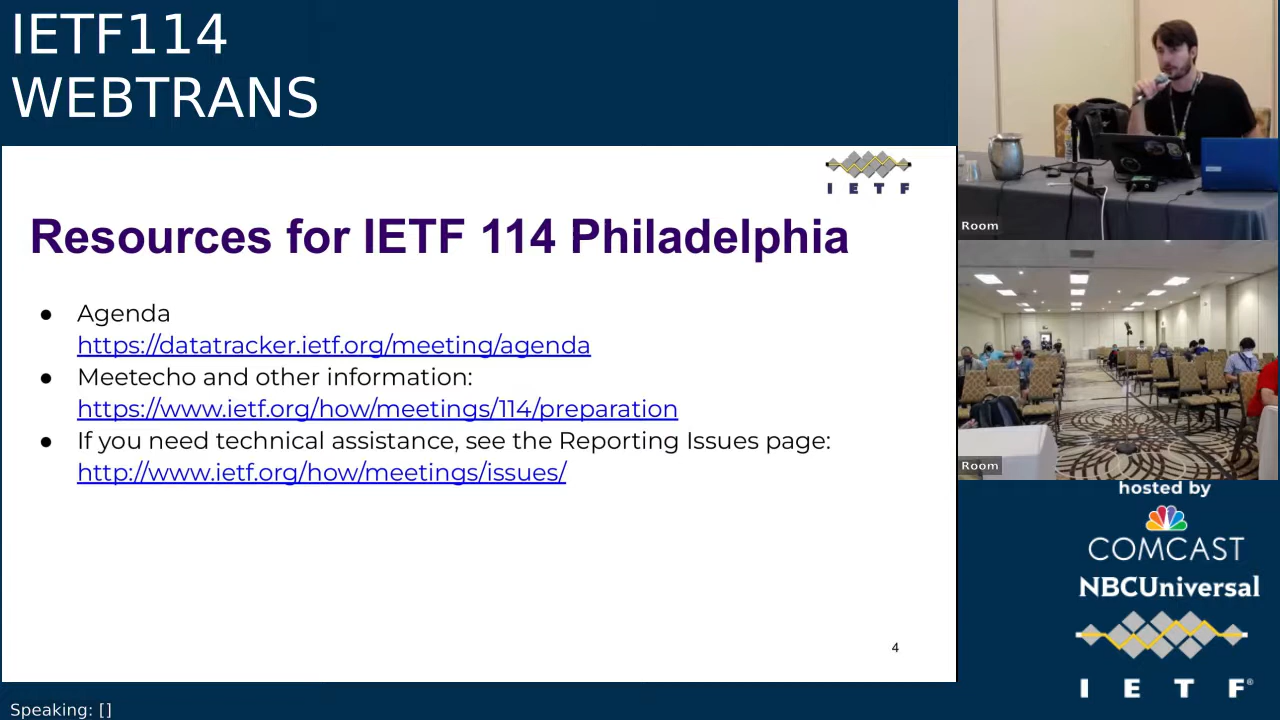 IETF114
WEBTRANS
I E T F
Resources for IETF 114 Philadelphia
● Agenda
https://datatracker.ietf.org/meeting/agenda
● Meetecho and other information:
https://www.ietf.org/how/meetings/114/preparation
● If you need technical assistance, see the Reporting Issues page:
http://www.ietf.org/how/meetings/issues/
4
Speaking: []
Room
Room
hosted by
COMCAST
NBCUniversal
I E T F®